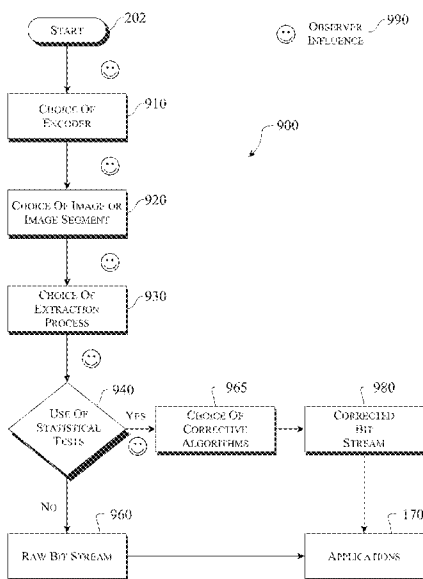 START
202
OBSERVER
INFLUENCE
990
CHOICE OF
ENCODER
910
900
CHOICE OF IMAGE OR
IMAGE SEGMENT
920
CHOICE OF
EXTRACTION
PROCESS
930
USE OF
STATISTICAL
TESTS
940
YES
CHOICE OF
CORRECTIVE
ALGORITHMS
965
CORRECTED
BIT
STREAM
980
NO
RAW BIT STREAM
960
APPLICATIONS
170